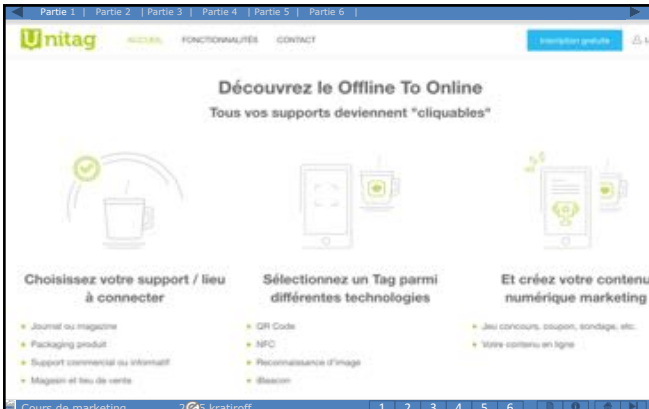 Partie 1 | Partie 2 | Partie 3 | Partie 4 | Partie 5 | Partie 6 |
Unitag ACCUEIL FONCTIONNALITÉS CONTACT Inscription gratuite
Découvrez le Offline To Online
Tous vos supports deviennent "cliquables"
Choisissez votre support / lieu
à connecter
• Journal ou magazine
• Packaging produit
• Support commercial ou informatif
• Magasin et lieu de vente
Sélectionnez un Tag parmi
différentes technologies
• QR Code
• NFC
• Reconnaissance d'image
• iBeacon
Et créez votre contenu
numérique marketing
• Jeu concours, coupon, sondage, etc.
• Votre contenu en ligne
Cours de marketing kratiroff 1 2 3 4 5 6